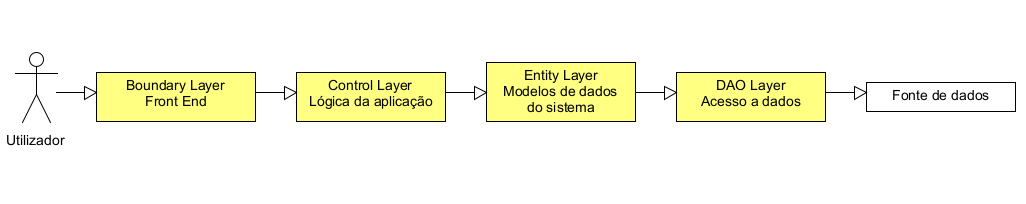 Utilizador
Boundary Layer
Front End
Control Layer
Lógica da aplicação
Entity Layer
Modelos de dados
do sistema
DAO Layer
Acesso a dados
Fonte de dados